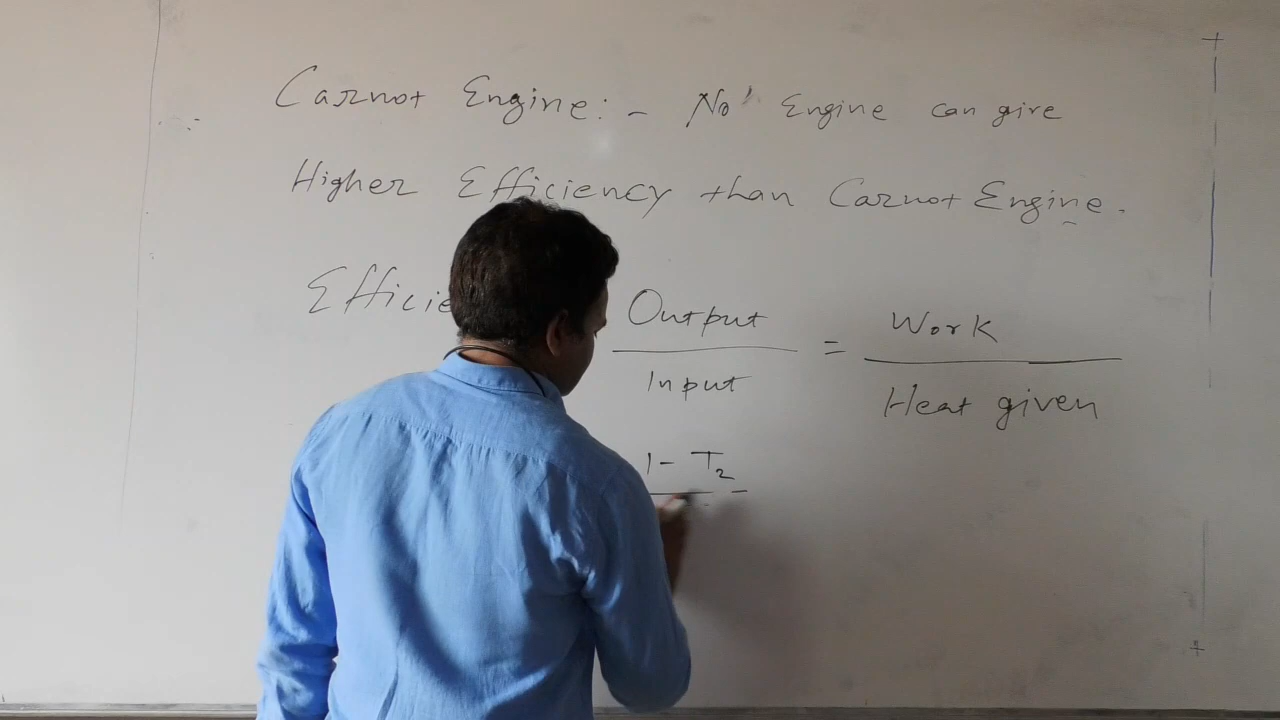 Carnot Engine:- No Engine can give
Higher Efficiency than Carnot Engine.
Output = Work
Input Heat given
1- T2